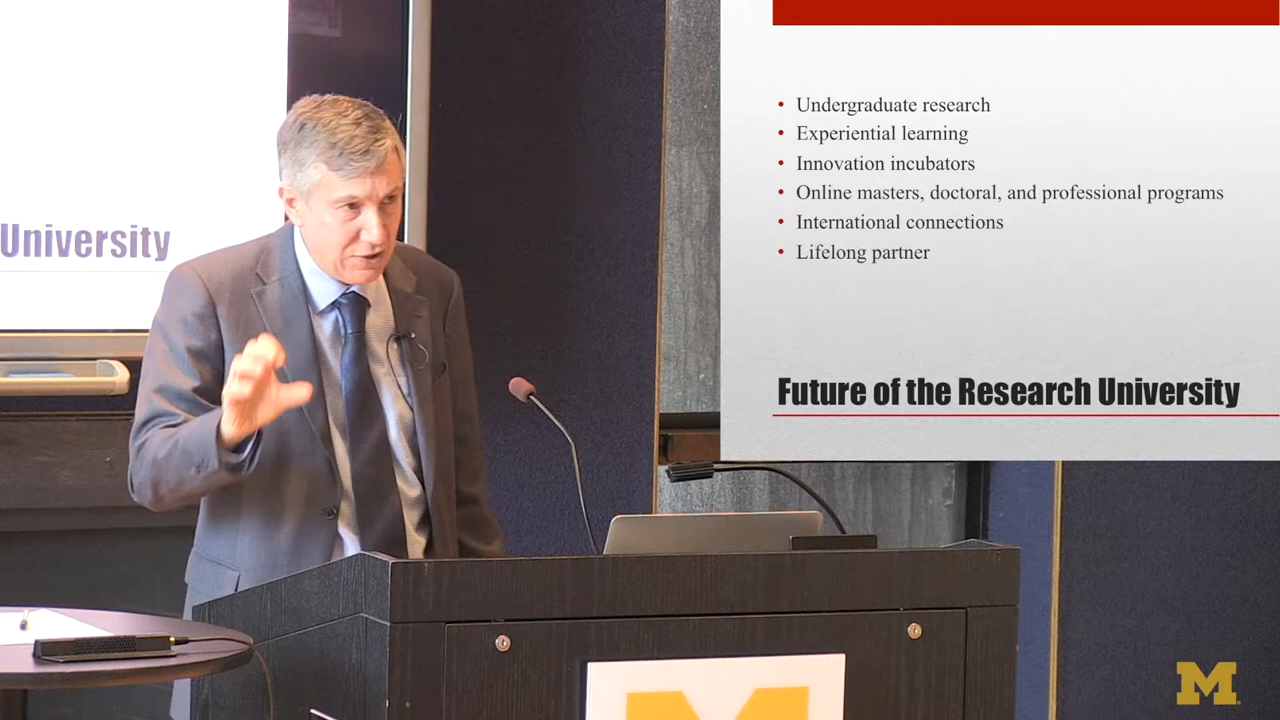 University
• Undergraduate research
• Experiential learning
• Innovation incubators
• Online masters, doctoral, and professional programs
• International connections
• Lifelong partner
Future of the Research University
M
M